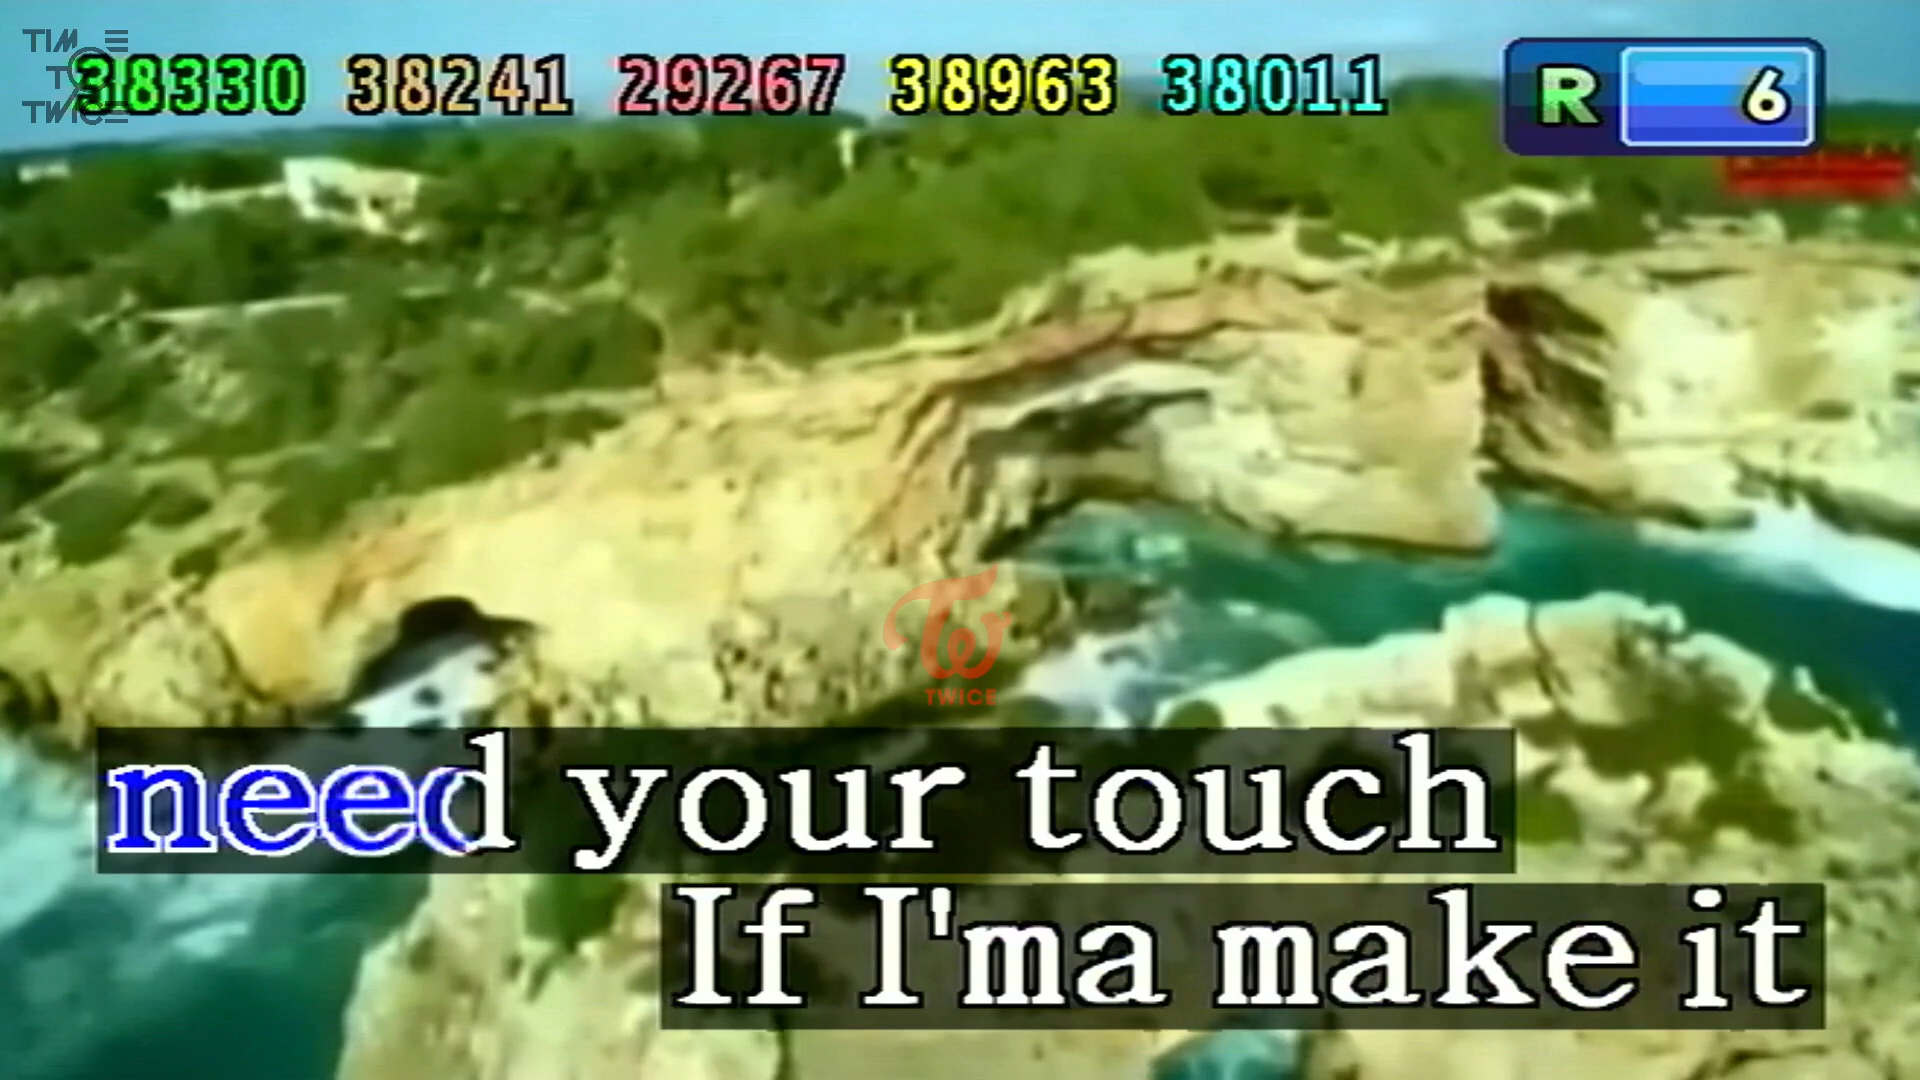 TIME
TO
TWICE
38330 38241 29267 38963 38011
R 6
TWICE
need your touch
If I'ma make it